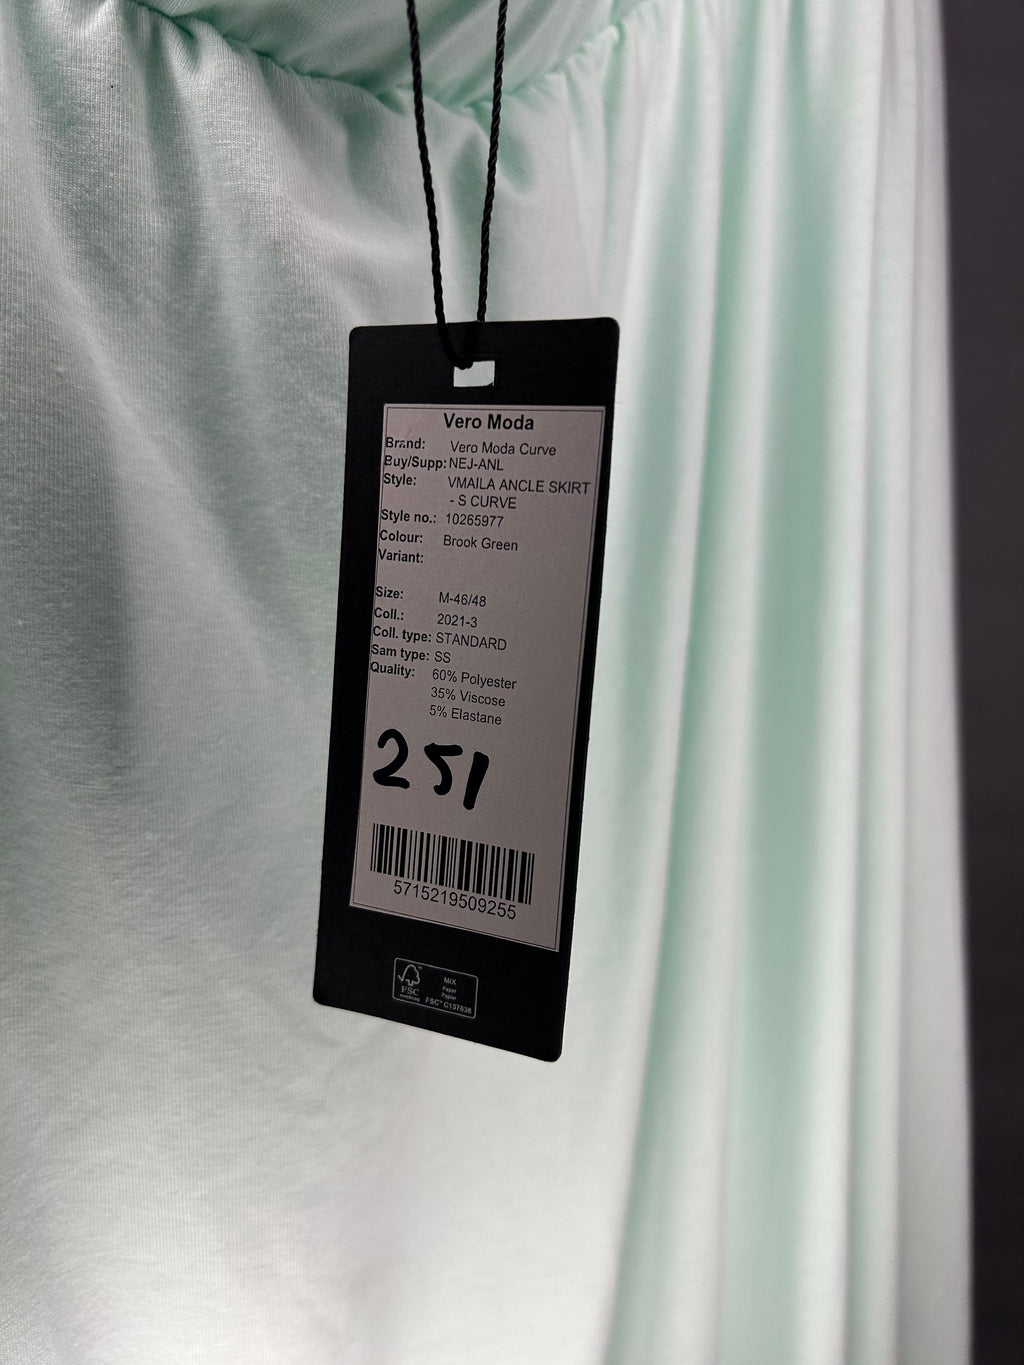 Vero Moda
Brand: Vero Moda Curve
Buy/Supp: NEJ-ANL
Style: VMAILA ANCLE SKIRT
- S CURVE
Style no.: 10265977
Colour: Brook Green
Variant:
Size: M-46/48
Coll.: 2021-3
Coll. type: STANDARD
Sam type: SS
Quality: 60% Polyester
35% Viscose
5% Elastane
251
5715219509255
FSC
MIX
Paper
Papier
FSC™ C137638